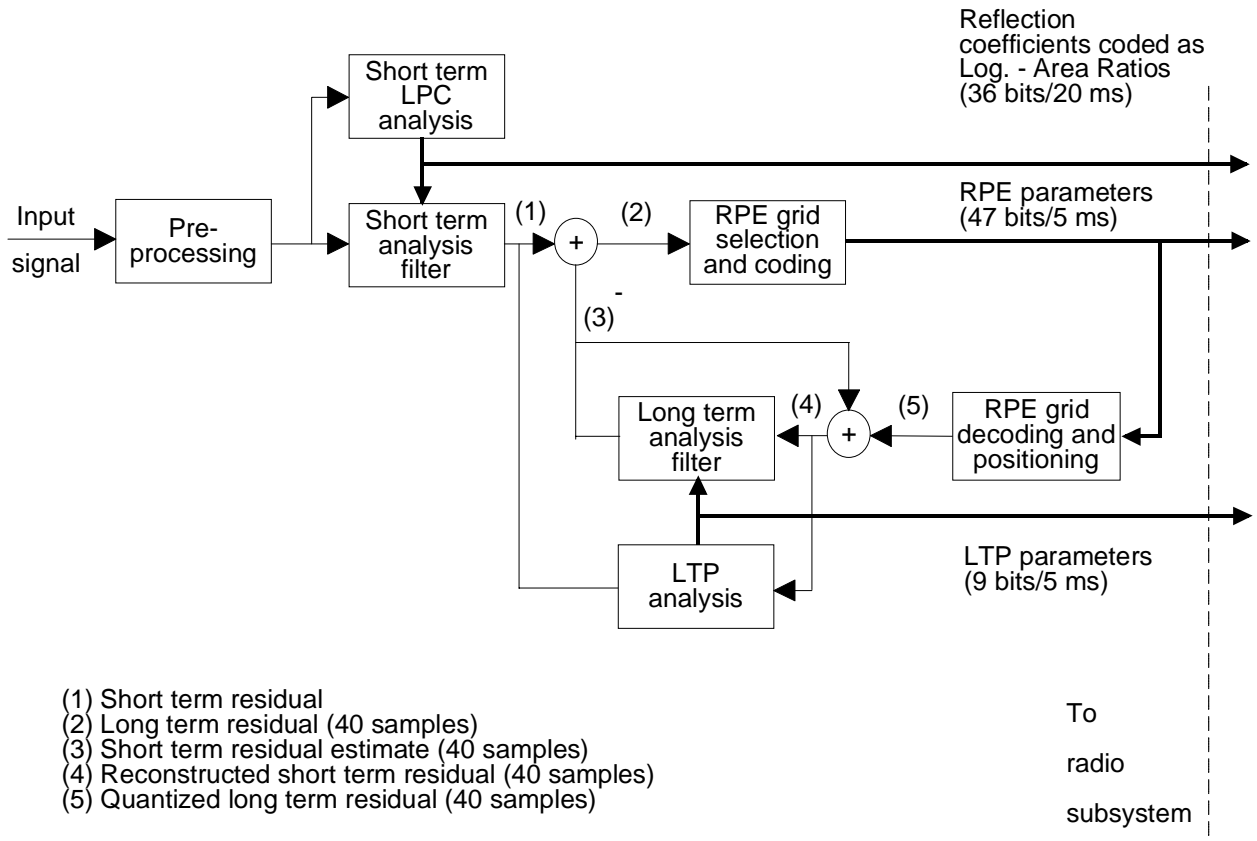 Reflection
coefficients coded as
Log. - Area Ratios
(36 bits/20 ms)
Short term
LPC
analysis
RPE parameters
(47 bits/5 ms)
Input
signal
Pre-
processing
Short term
analysis
filter
(1)
+
(2)
RPE grid
selection
and coding
-
(3)
Long term
analysis
filter
(4)
+
(5)
RPE grid
decoding and
positioning
LTP
analysis
LTP parameters
(9 bits/5 ms)
(1) Short term residual
(2) Long term residual (40 samples)
(3) Short term residual estimate (40 samples)
(4) Reconstructed short term residual (40 samples)
(5) Quantized long term residual (40 samples)
To
radio
subsystem